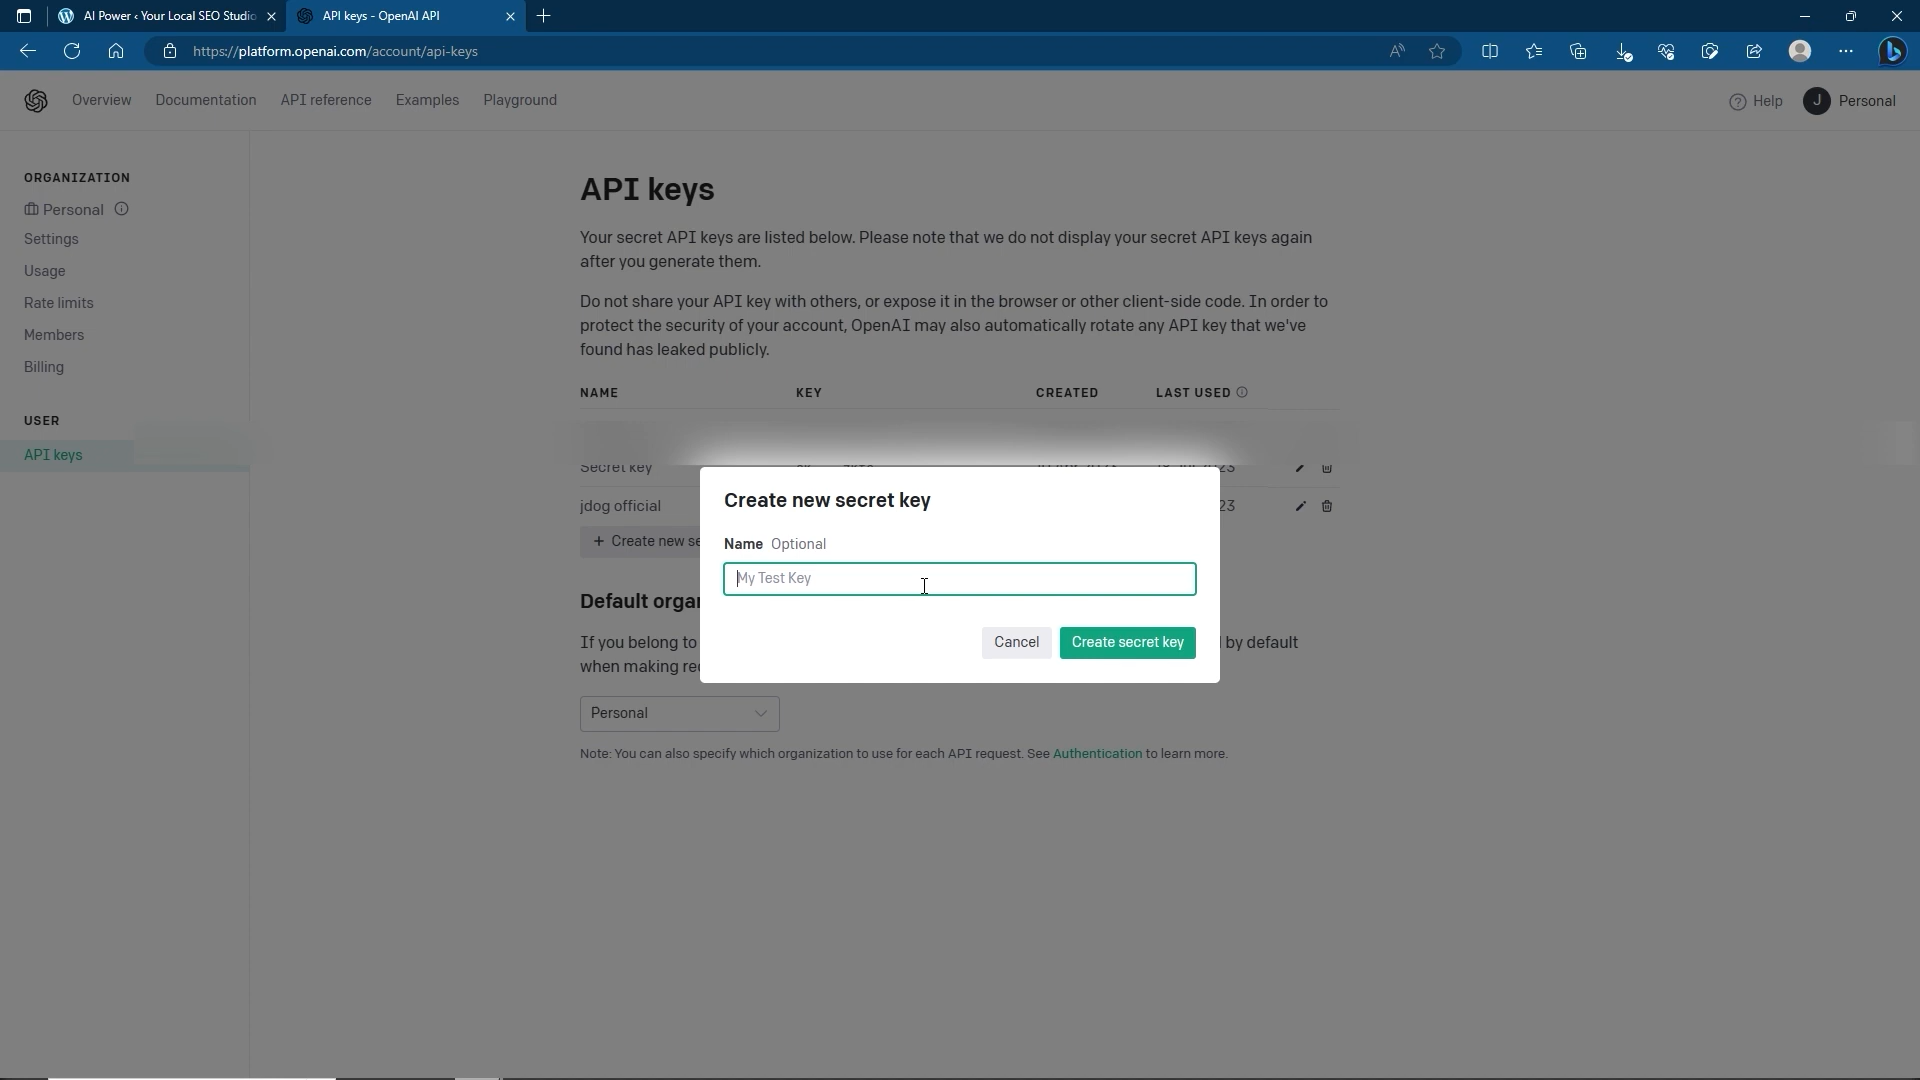 AI Power ‹ Your Local SEO Studio
API keys - OpenAI API
https://platform.openai.com/account/api-keys
Overview
Documentation
API reference
Examples
Playground
Help
J
Personal
ORGANIZATION
Personal
Settings
Usage
Rate limits
Members
Billing
USER
API keys
API keys
Your secret API keys are listed below. Please note that we do not display your secret API keys again
after you generate them.
Do not share your API key with others, or expose it in the browser or other client-side code. In order to
protect the security of your account, OpenAI may also automatically rotate any API key that we've
found has leaked publicly.
NAME KEY CREATED LAST USED
Secret key
jdog official 23
+ Create new se
Create new secret key
Name Optional
My Test Key
Cancel
Create secret key
Default orga
If you belong to by default
when making re
Personal
Note: You can also specify which organization to use for each API request. See Authentication to learn more.